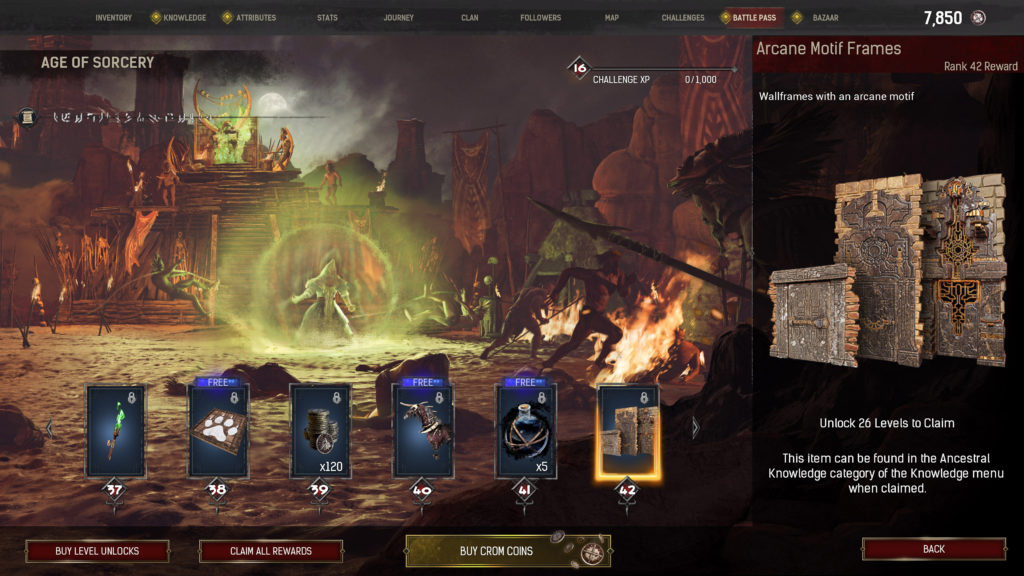 INVENTORY
KNOWLEDGE
ATTRIBUTES
STATS
JOURNEY
CLAN
FOLLOWERS
MAP
CHALLENGES
BATTLE PASS
BAZAAR
7,850
AGE OF SORCERY
16
CHALLENGE XP 0/1,000
Arcane Motif Frames
Rank 42 Reward
Wallframes with an arcane motif
FREE
FREE
FREE
x120
x5
37
38
39
40
41
42
Unlock 26 Levels to Claim
This item can be found in the Ancestral
Knowledge category of the Knowledge menu
when claimed.
BUY LEVEL UNLOCKS
CLAIM ALL REWARDS
BUY CROM COINS
BACK